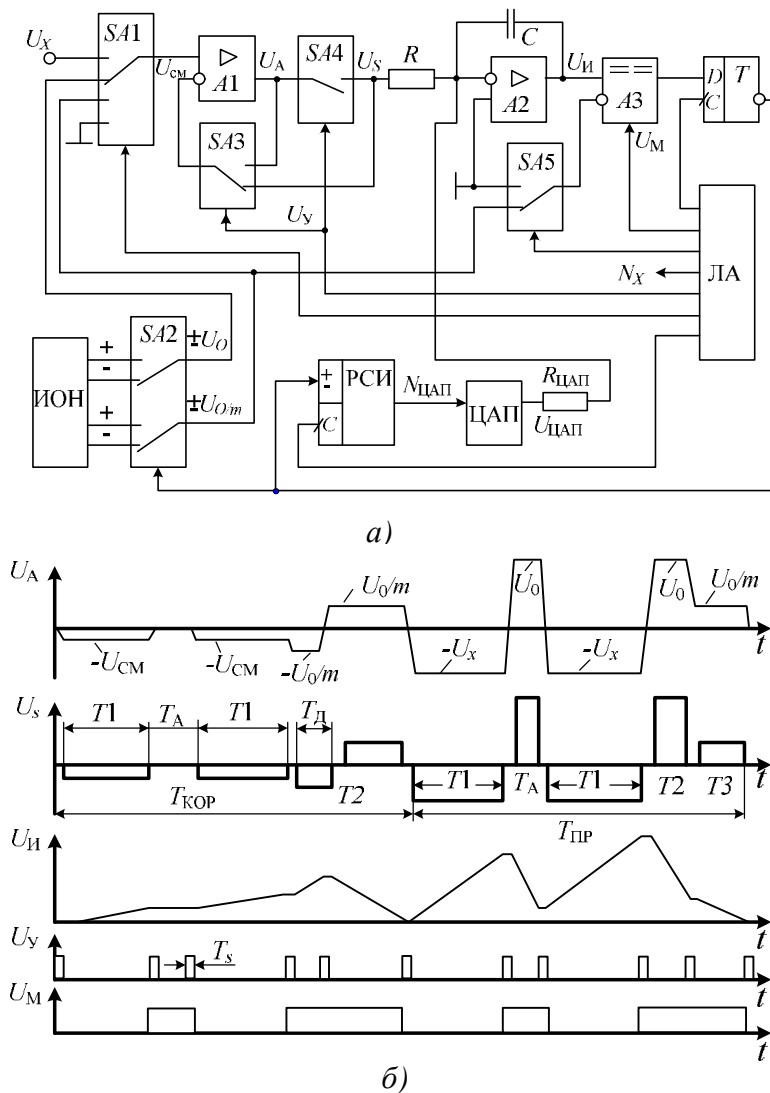 U_X
SA1
U_СМ
▷
A1
U_A
SA4
U_S
R
C
▷
A2
U_И
==
A3
D T
C
SA3
U_У
SA5
U_М
N_X
ЛА
ИОН
+
-
+
-
SA2
±U_O
±U_O/m
+
-
C
РСИ
N_ЦАП
ЦАП
R_ЦАП
U_ЦАП
а)
U_A
-U_СМ
-U_СМ
-U_0/m
U_0/m
-U_x
U_0
-U_x
U_0
U_0/m
t
U_s
T1
T_A
T1
T_Д
T2
T1
T_A
T1
T2
T3
t
T_КОР
T_ПР
U_И
t
U_У
T_s
t
U_М
t
б)